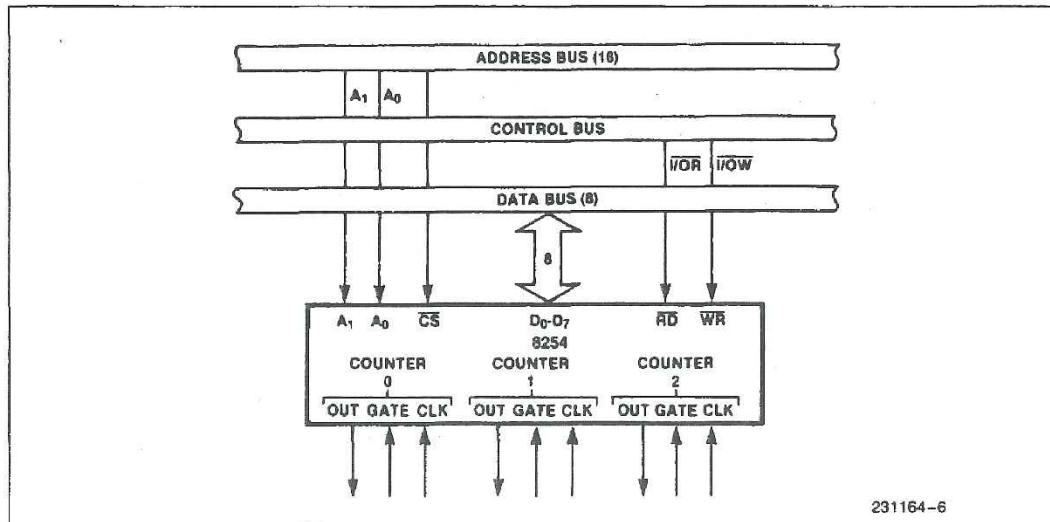 ADDRESS BUS (16)
A₁ A₀
CONTROL BUS
I/OR I/OW
DATA BUS (8)
8
A₁ A₀ CS D₀-D₇ RD WR
8254
COUNTER COUNTER COUNTER
0 1 2
OUT GATE CLK OUT GATE CLK OUT GATE CLK
231164-6